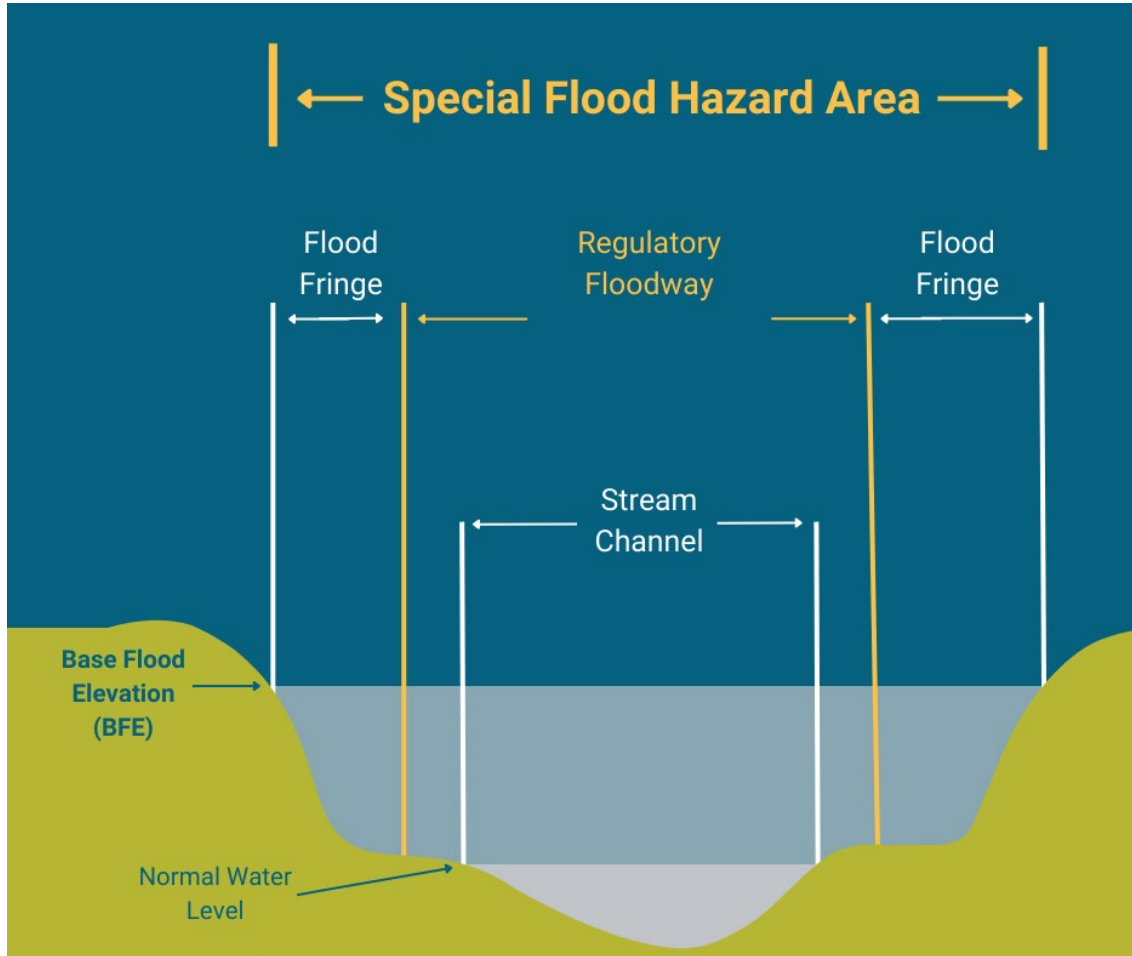 Special Flood Hazard Area
Flood
Fringe
Regulatory
Floodway
Flood
Fringe
Stream
Channel
Base Flood
Elevation
(BFE)
Normal Water
Level